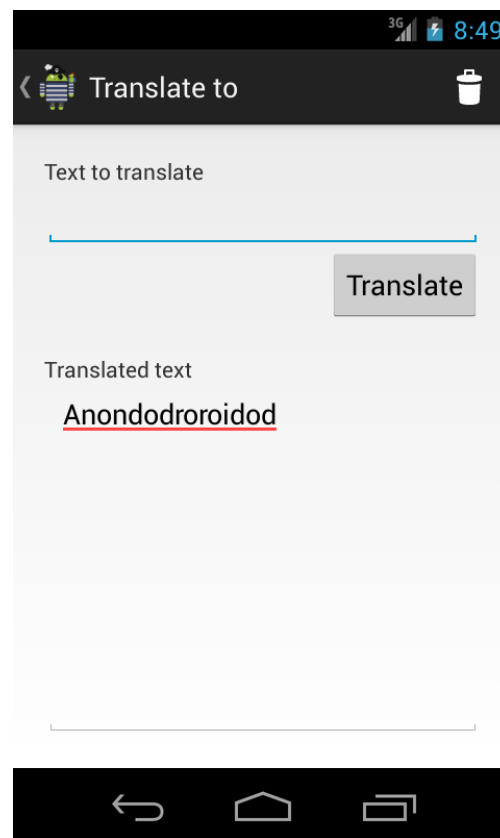 3G 8:49
Translate to
Text to translate
Translate
Translated text
Anondodroroidod